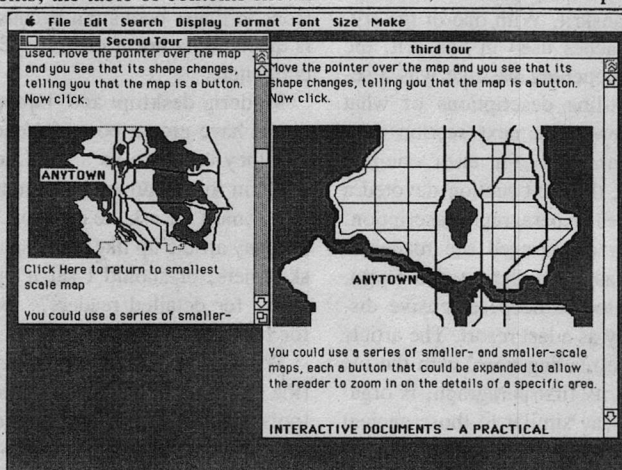 File Edit Search Display Format Font Size Make
Second Tour
used. Move the pointer over the map
and you see that its shape changes,
telling you that the map is a button.
Now click.
ANYTOWN
Click Here to return to smallest
scale map
You could use a series of smaller-
third tour
Move the pointer over the map and you see that its
shape changes, telling you that the map is a button.
Now click.
ANYTOWN
You could use a series of smaller- and smaller-scale
maps, each a button that could be expanded to allow
the reader to zoom in on the details of a specific area.
INTERACTIVE DOCUMENTS - A PRACTICAL